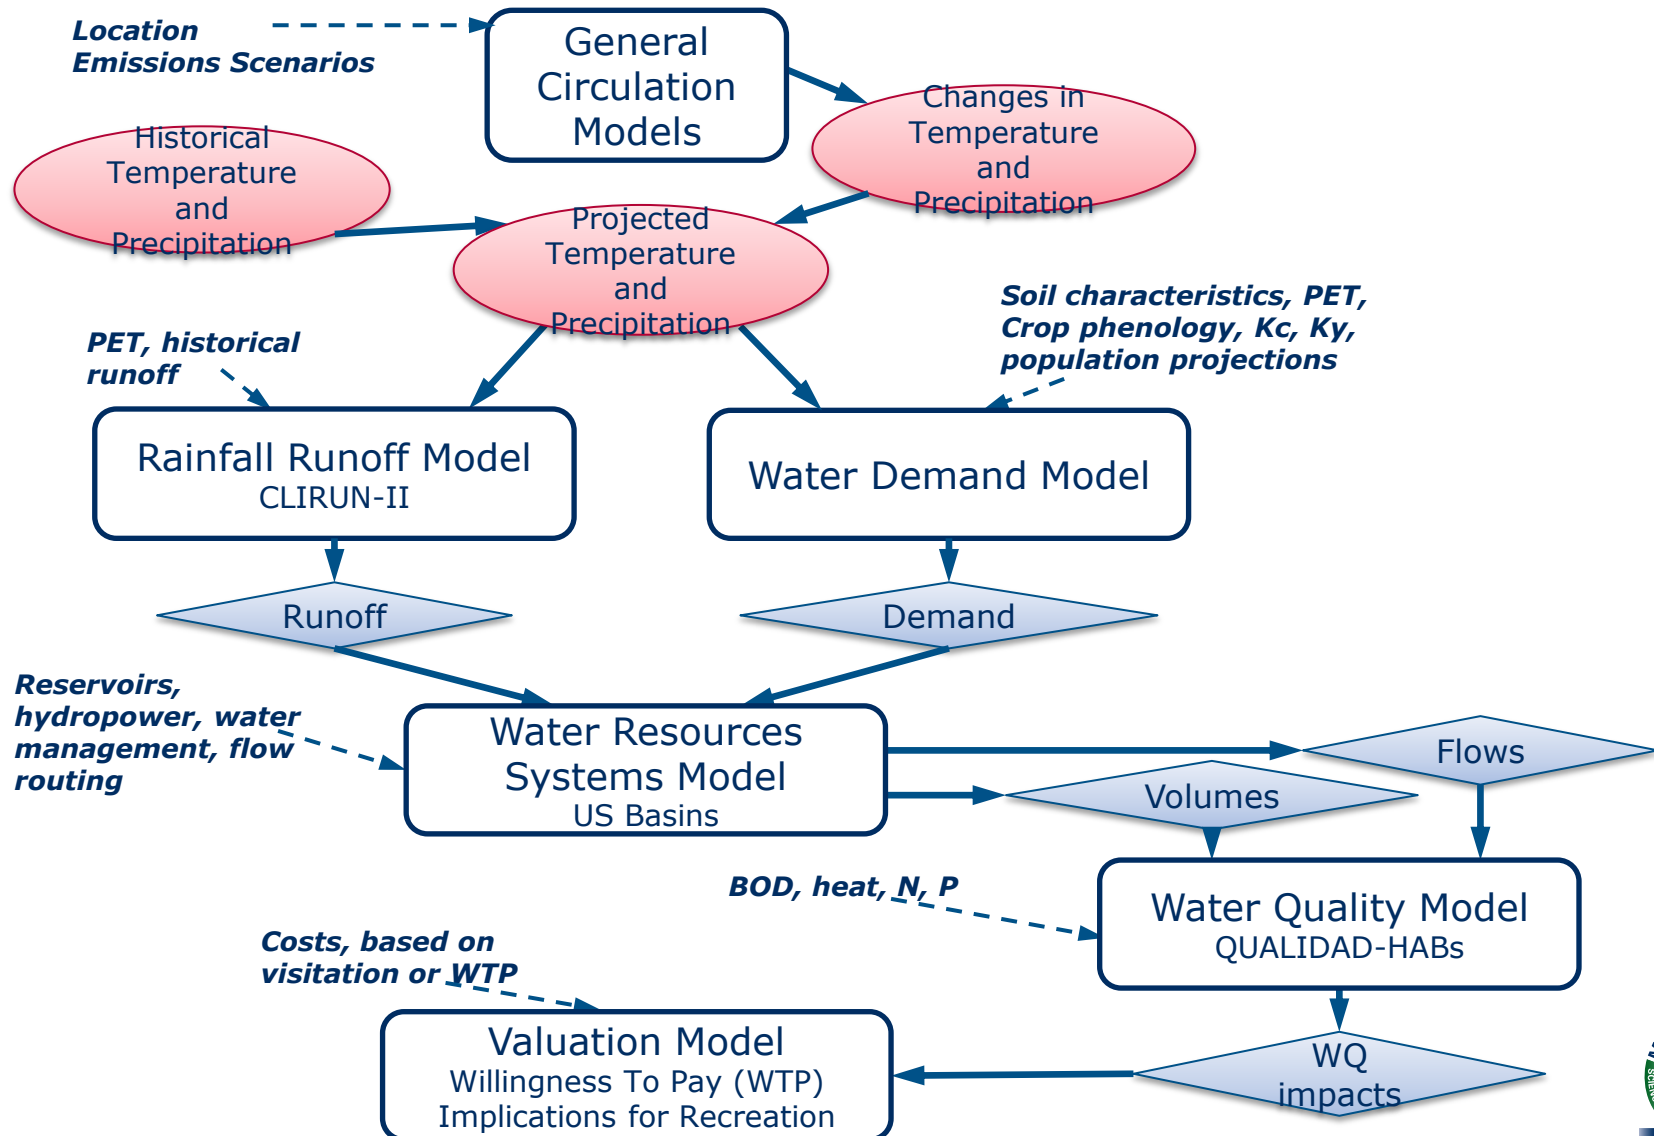 Location
Emissions Scenarios
General
Circulation
Models
Changes in
Temperature
and
Precipitation
Historical
Temperature
and
Precipitation
Projected
Temperature
and
Precipitation
Soil characteristics, PET,
Crop phenology, Kc, Ky,
population projections
PET, historical
runoff
Rainfall Runoff Model
CLIRUN-II
Water Demand Model
Runoff
Demand
Reservoirs,
hydropower, water
management, flow
routing
Water Resources
Systems Model
US Basins
Flows
Volumes
BOD, heat, N, P
Water Quality Model
QUALIDAD-HABs
Costs, based on
visitation or WTP
Valuation Model
Willingness To Pay (WTP)
Implications for Recreation
WQ
impacts